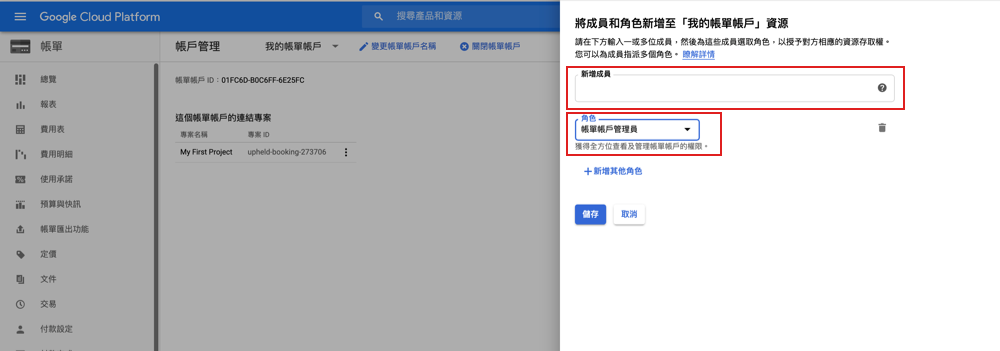 Google Cloud Platform
搜尋產品和資源
帳單
帳戶管理
我的帳單帳戶
變更帳單帳戶名稱
關閉帳單帳戶
總覽
報表
費用表
費用明細
使用承諾
預算與快訊
帳單匯出功能
定價
文件
交易
付款設定
帳單帳戶 ID：01FC6D-B0C6FF-6E25FC
這個帳單帳戶的連結專案
專案名稱 專案 ID
My First Project upheld-booking-273706
將成員和角色新增至「我的帳單帳戶」資源
請在下方輸入一或多位成員，然後為這些成員選取角色，以授予對方相應的資源存取權。
您可以為成員指派多個角色。瞭解詳情
新增成員
角色
帳單帳戶管理員
獲得全方位查看及管理帳單帳戶的權限。
新增其他角色
儲存
取消